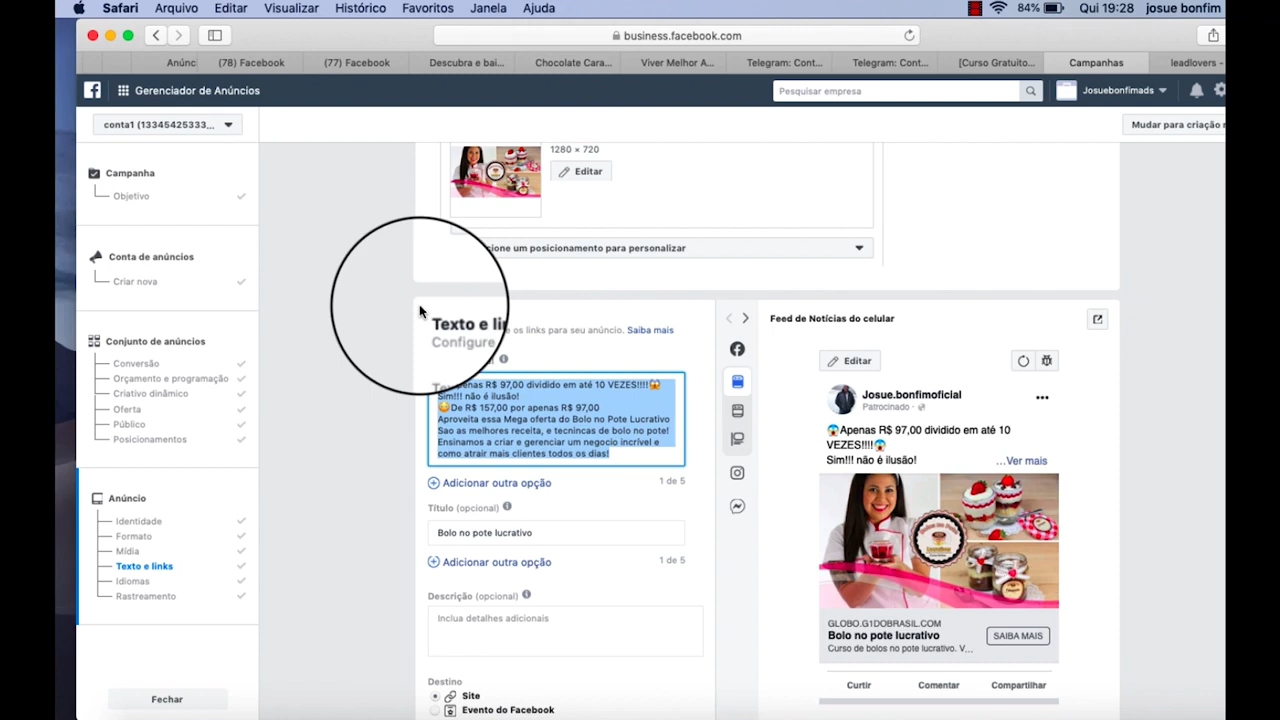 Safari Arquivo Editar Visualizar Histórico Favoritos Janela Ajuda 84% Qui 19:28 josue bonfim
business.facebook.com
Anúnc (78) Facebook (77) Facebook Descubra e bai... Chocolate Cara... Viver Melhor A... Telegram: Cont... Telegram: Cont... [Curso Gratuito... Campanhas leadlovers -
Gerenciador de Anúncios Pesquisar empresa Josuebonfimads
conta1 (13345425333... Mudar para criação
Campanha
Objetivo
Conta de anúncios
Criar nova
Conjunto de anúncios
Conversão
Orçamento e programação
Criativo dinâmico
Oferta
Público
Posicionamentos
Anúncio
Identidade
Formato
Mídia
Texto e links
Idiomas
Rastreamento
Fechar
1280 × 720
Editar
cione um posicionamento para personalizar
Texto e lin
Configure os links para seu anúncio. Saiba mais
penas R$ 97,00 dividido em até 10 VEZES!!!!😱
Sim!!! não é ilusão!
😳De R$ 157,00 por apenas R$ 97,00
Aproveita essa Mega oferta do Bolo no Pote Lucrativo
Sao as melhores receita, e tecnincas de bolo no pote!
Ensinamos a criar e gerenciar um negocio incrível e
como atrair mais clientes todos os dias!
Adicionar outra opção 1 de 5
Título (opcional)
Bolo no pote lucrativo
Adicionar outra opção 1 de 5
Descrição (opcional)
Inclua detalhes adicionais
Destino
Site
Evento do Facebook
Feed de Notícias do celular
Editar
Josue.bonfimoficial
Patrocinado ·
😱Apenas R$ 97,00 dividido em até 10
VEZES!!!!😱
Sim!!! não é ilusão! ...Ver mais
GLOBO.G1DOBRASIL.COM
Bolo no pote lucrativo
Curso de bolos no pote lucrativo. V...
SAIBA MAIS
Curtir Comentar Compartilhar